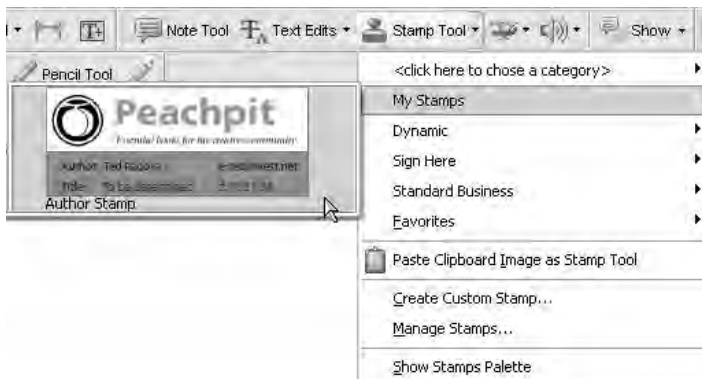 Note Tool Text Edits Stamp Tool Show
Pencil Tool
<click here to chose a category>
My Stamps
Peachpit
Essential books for the creative community
Author: Ted
Title: To be determined
Author Stamp
Dynamic
Sign Here
Standard Business
Favorites
Paste Clipboard Image as Stamp Tool
Create Custom Stamp...
Manage Stamps...
Show Stamps Palette